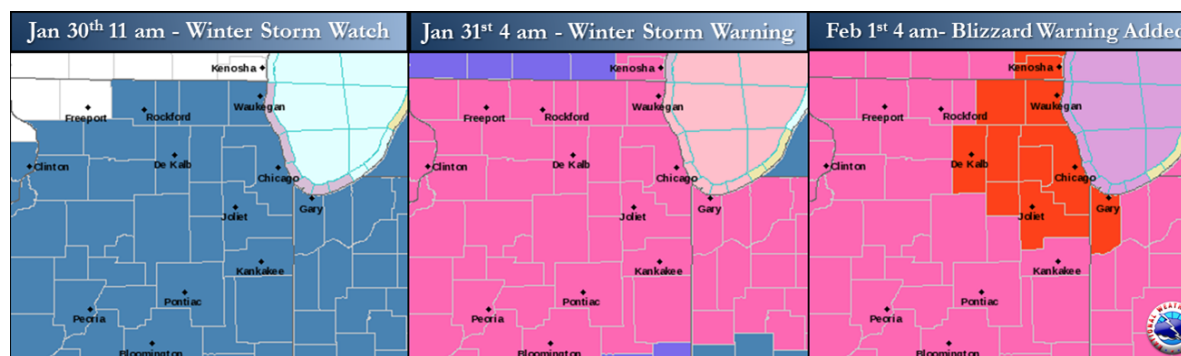 Jan 30th 11 am - Winter Storm Watch
Kenosha
Waukegan
Freeport
Rockford
Clinton
De Kalb
Chicago
Gary
Joliet
Kankakee
Pontiac
Peoria
Bloomington
Jan 31st 4 am - Winter Storm Warning
Kenosha
Waukegan
Freeport
Rockford
Clinton
De Kalb
Chicago
Gary
Joliet
Kankakee
Pontiac
Peoria
Bloomington
Feb 1st 4 am- Blizzard Warning Added
Kenosha
Waukegan
Freeport
Rockford
Clinton
De Kalb
Chicago
Gary
Joliet
Kankakee
Pontiac
Peoria
Bloomington